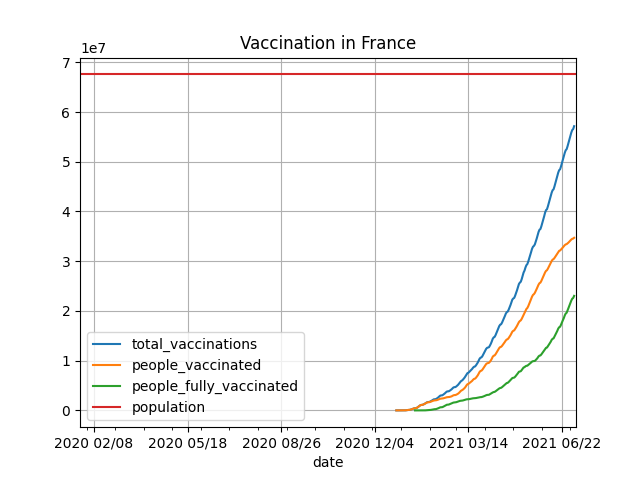 Vaccination in France
1e7
7
6
5
4
3
2
1
0
total_vaccinations
people_vaccinated
people_fully_vaccinated
population
2020 02/08 2020 05/18 2020 08/26 2020 12/04 2021 03/14 2021 06/22
date